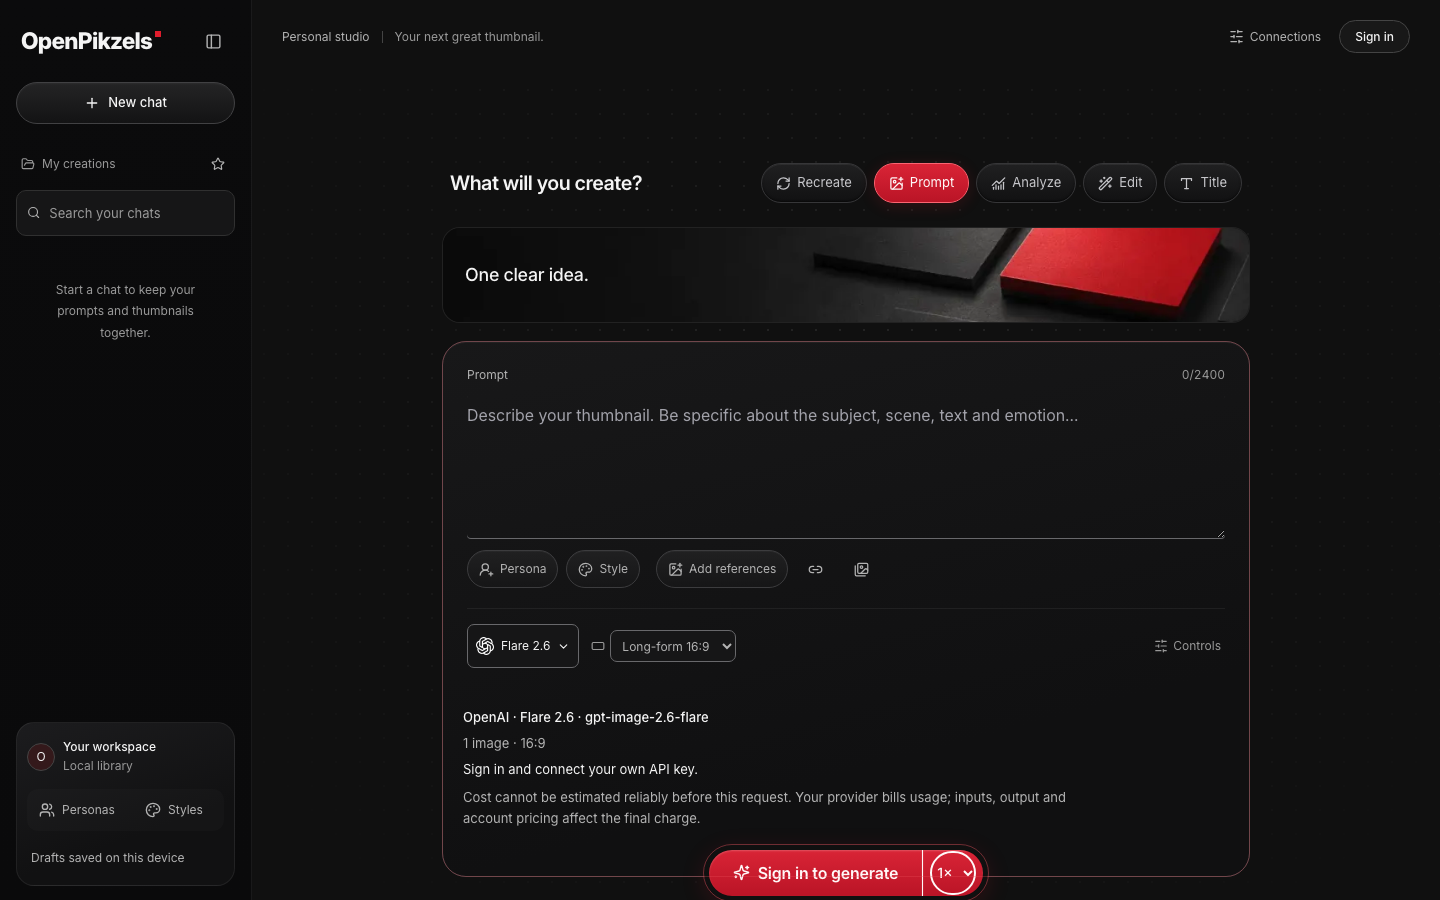 OpenPikzels
Personal studio
Your next great thumbnail.
Connections
Sign in
New chat
My creations
Search your chats
Start a chat to keep your
prompts and thumbnails
together.
What will you create?
Recreate
Prompt
Analyze
Edit
Title
One clear idea.
Prompt
0/2400
Describe your thumbnail. Be specific about the subject, scene, text and emotion...
Persona
Style
Add references
Flare 2.6
Long-form 16:9
Controls
OpenAI · Flare 2.6 · gpt-image-2.6-flare
1 image · 16:9
Sign in and connect your own API key.
Cost cannot be estimated reliably before this request. Your provider bills usage; inputs, output and
account pricing affect the final charge.
Sign in to generate
1×
O
Your workspace
Local library
Personas
Styles
Drafts saved on this device